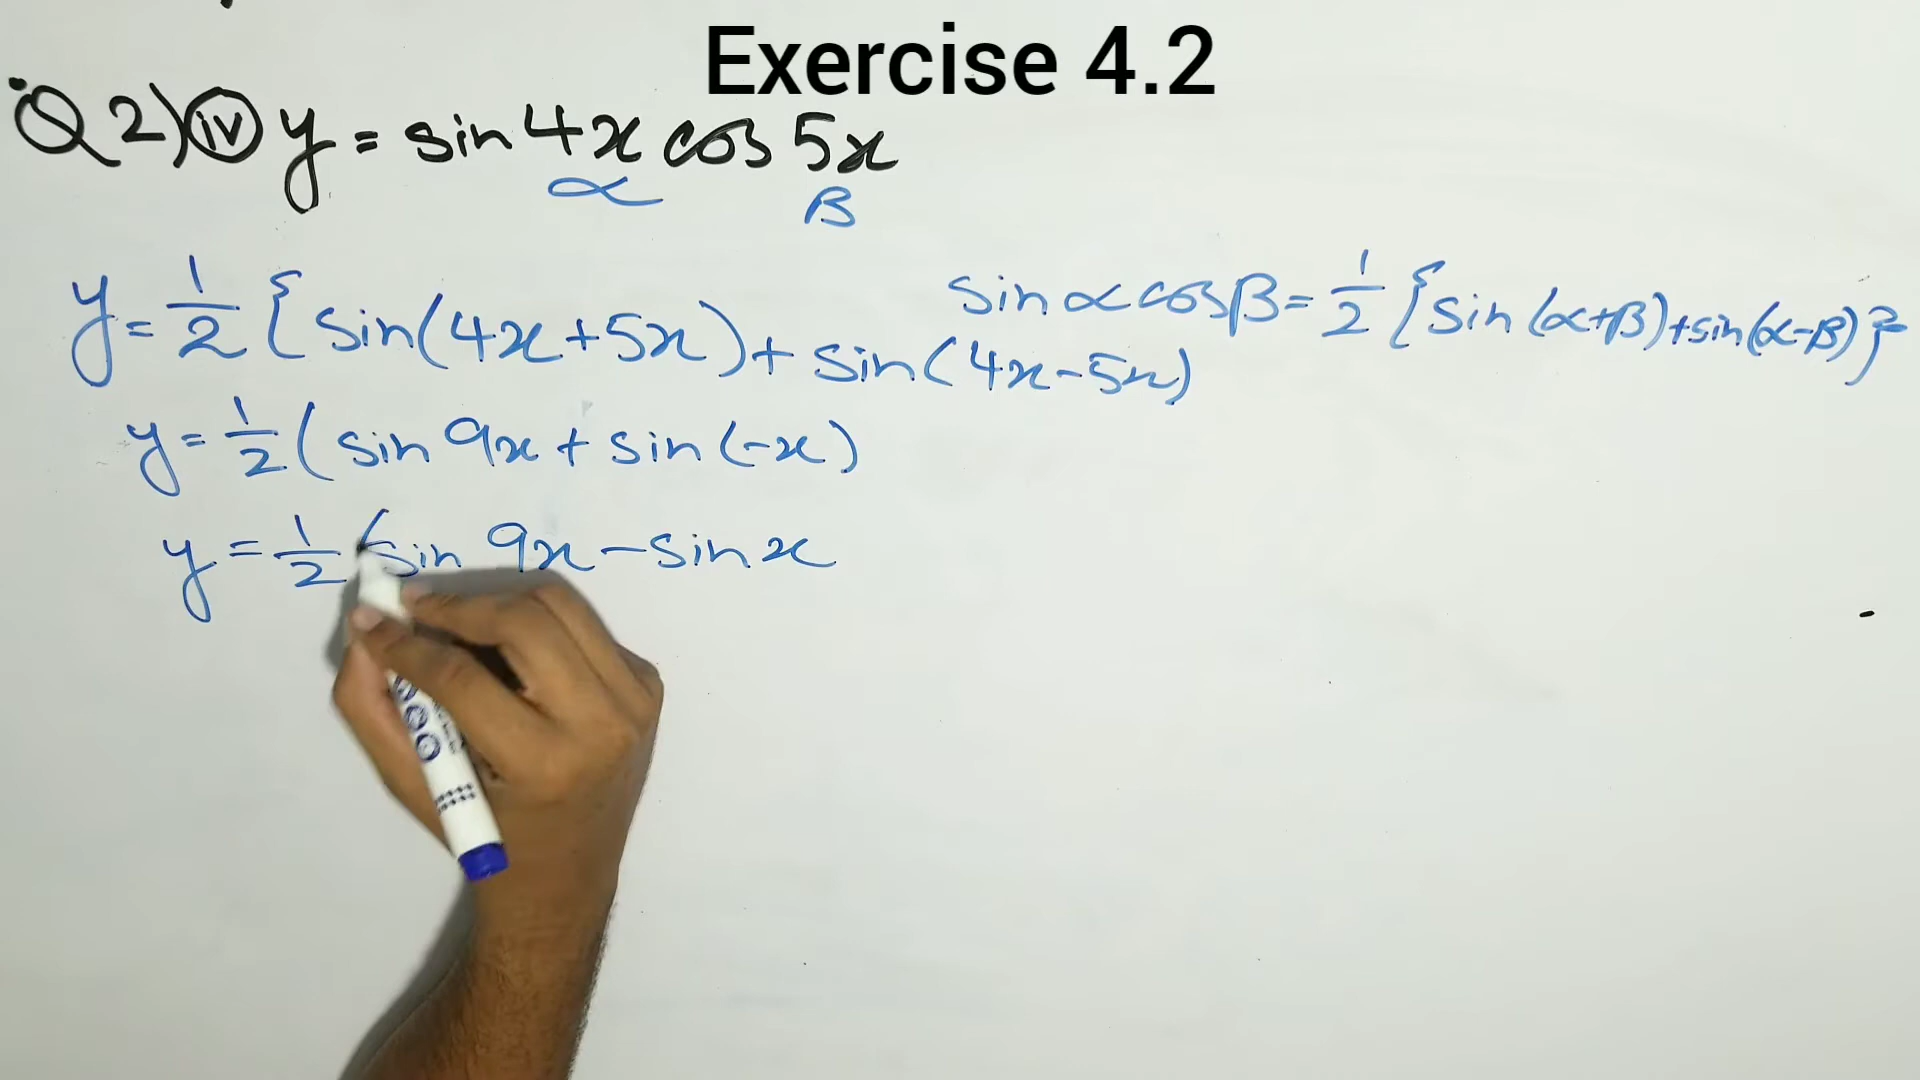 Exercise 4.2
Q2) iv y = sin 4x cos 5x
α β
sin α cos β = 1/2 {sin (α+β) + sin(α-β)}
y = 1/2 { sin(4x+5x) + sin(4x-5x)
y = 1/2 ( sin 9x + sin (-x)
y = 1/2 (sin 9x - sin x